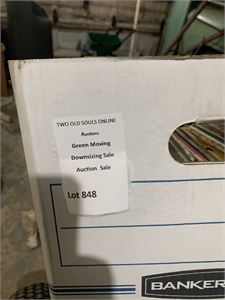 TWO OLD SOULS ONLINE
Auctions
Green Moving
Downsizing Sale
Auction Sale
Lot 848
BANKER